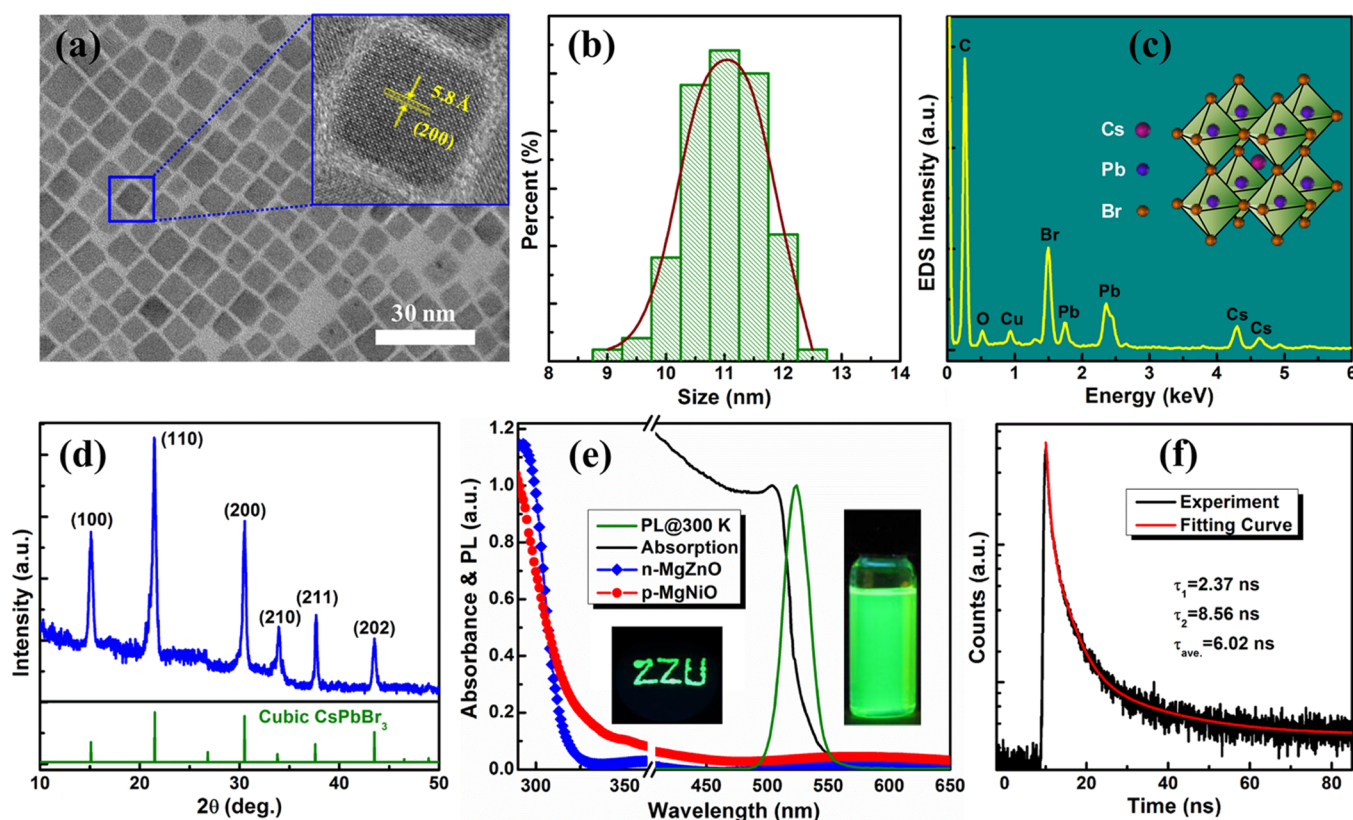 (a)
5.8 Å
(200)
30 nm
(b)
Percent (%)
8 9 10 11 12 13 14
Size (nm)
(c)
EDS Intensity (a.u.)
C
O
Cu
Br
Pb
Pb
Cs
Cs
Cs
Pb
Br
0 1 2 3 4 5 6
Energy (keV)
(d)
Intensity (a.u.)
(100)
(110)
(200)
(210)
(211)
(202)
Cubic CsPbBr3
10 20 30 40 50
2θ (deg.)
(e)
Absorbance & PL (a.u.)
1.2
1.0
0.8
0.6
0.4
0.2
0.0
PL@300 K
Absorption
n-MgZnO
p-MgNiO
ZZU
300 350 450 500 550 600 650
Wavelength (nm)
(f)
Counts (a.u.)
Experiment
Fitting Curve
τ1=2.37 ns
τ2=8.56 ns
τave.=6.02 ns
0 20 40 60 80
Time (ns)